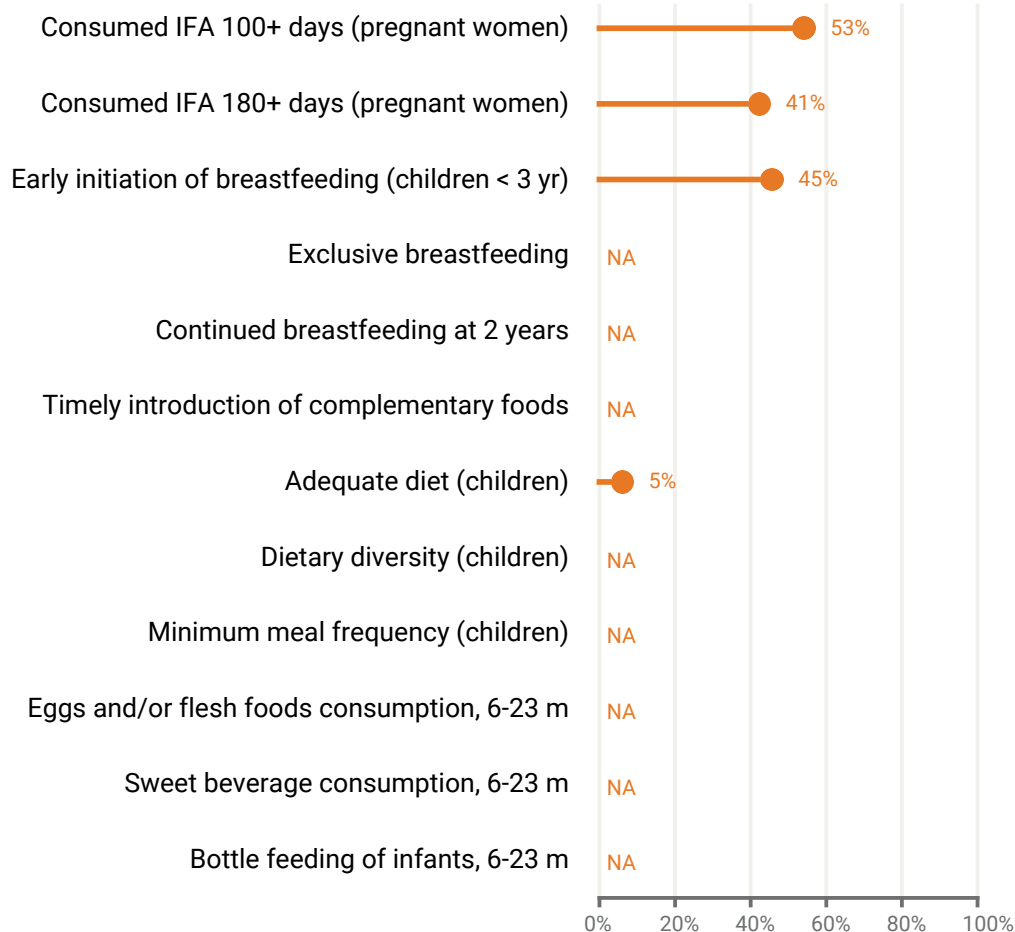 Consumed IFA 100+ days (pregnant women) 53%
Consumed IFA 180+ days (pregnant women) 41%
Early initiation of breastfeeding (children < 3 yr) 45%
Exclusive breastfeeding NA
Continued breastfeeding at 2 years NA
Timely introduction of complementary foods NA
Adequate diet (children) 5%
Dietary diversity (children) NA
Minimum meal frequency (children) NA
Eggs and/or flesh foods consumption, 6-23 m NA
Sweet beverage consumption, 6-23 m NA
Bottle feeding of infants, 6-23 m NA
0% 20% 40% 60% 80% 100%